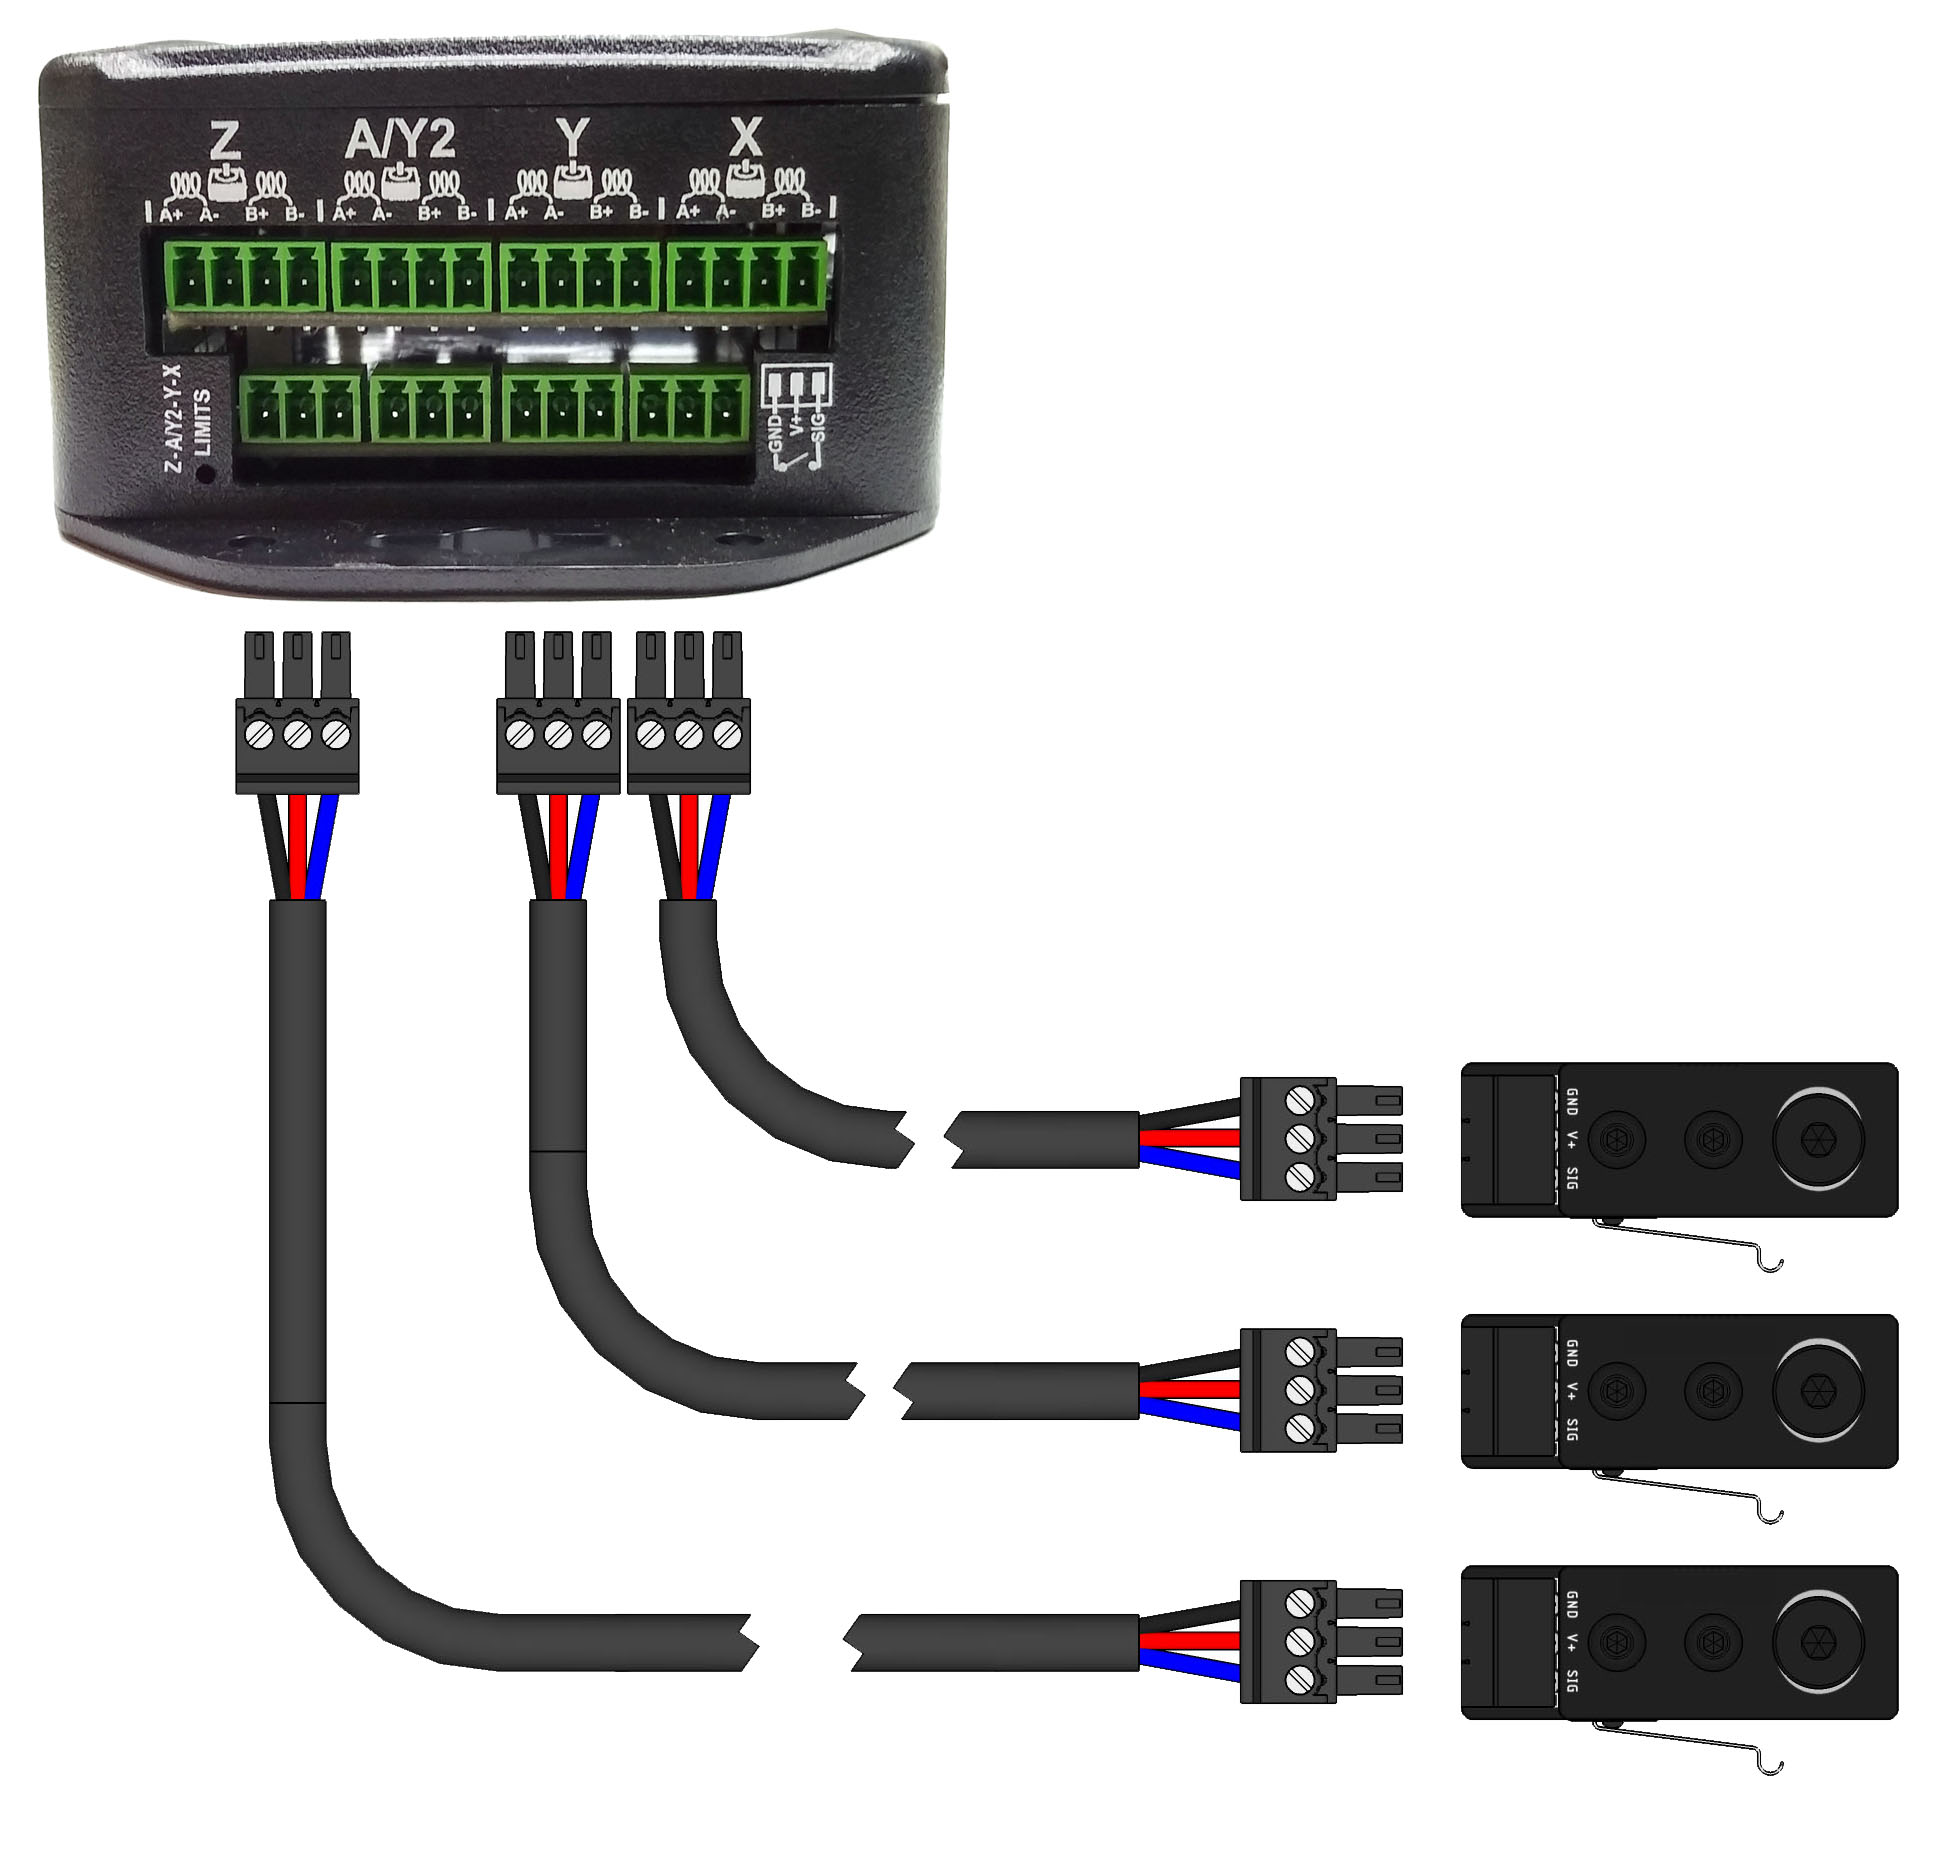 Z A/Y2 Y X
A+ A- B+ B- A+ A- B+ B- A+ A- B+ B- A+ A- B+ B-
Z-A/Y2-Y-X
LIMITS
GND
V+
SIG
GND V+ SIG
GND V+ SIG
GND V+ SIG